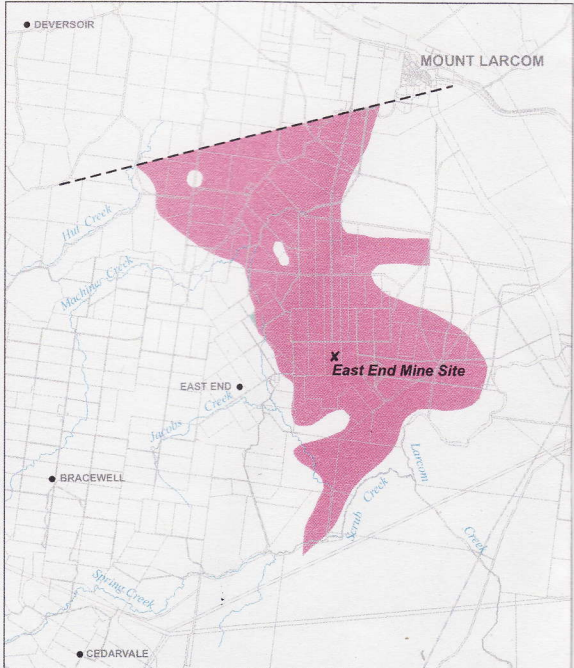 DEVERSOIR
MOUNT LARCOM
Hut Creek
Machine Creek
East End Mine Site
EAST END
Jacobs Creek
BRACEWELL
Larcom Creek
Scrub Creek
Spring Creek
CEDARVALE